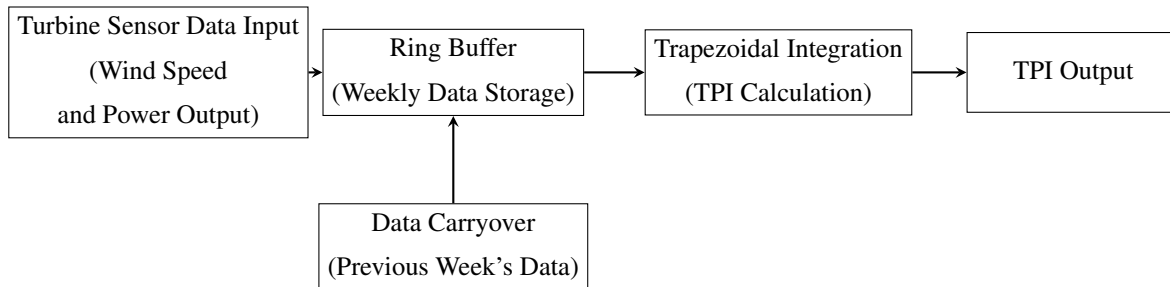 Turbine Sensor Data Input
(Wind Speed
and Power Output)
Ring Buffer
(Weekly Data Storage)
Trapezoidal Integration
(TPI Calculation)
TPI Output
Data Carryover
(Previous Week's Data)